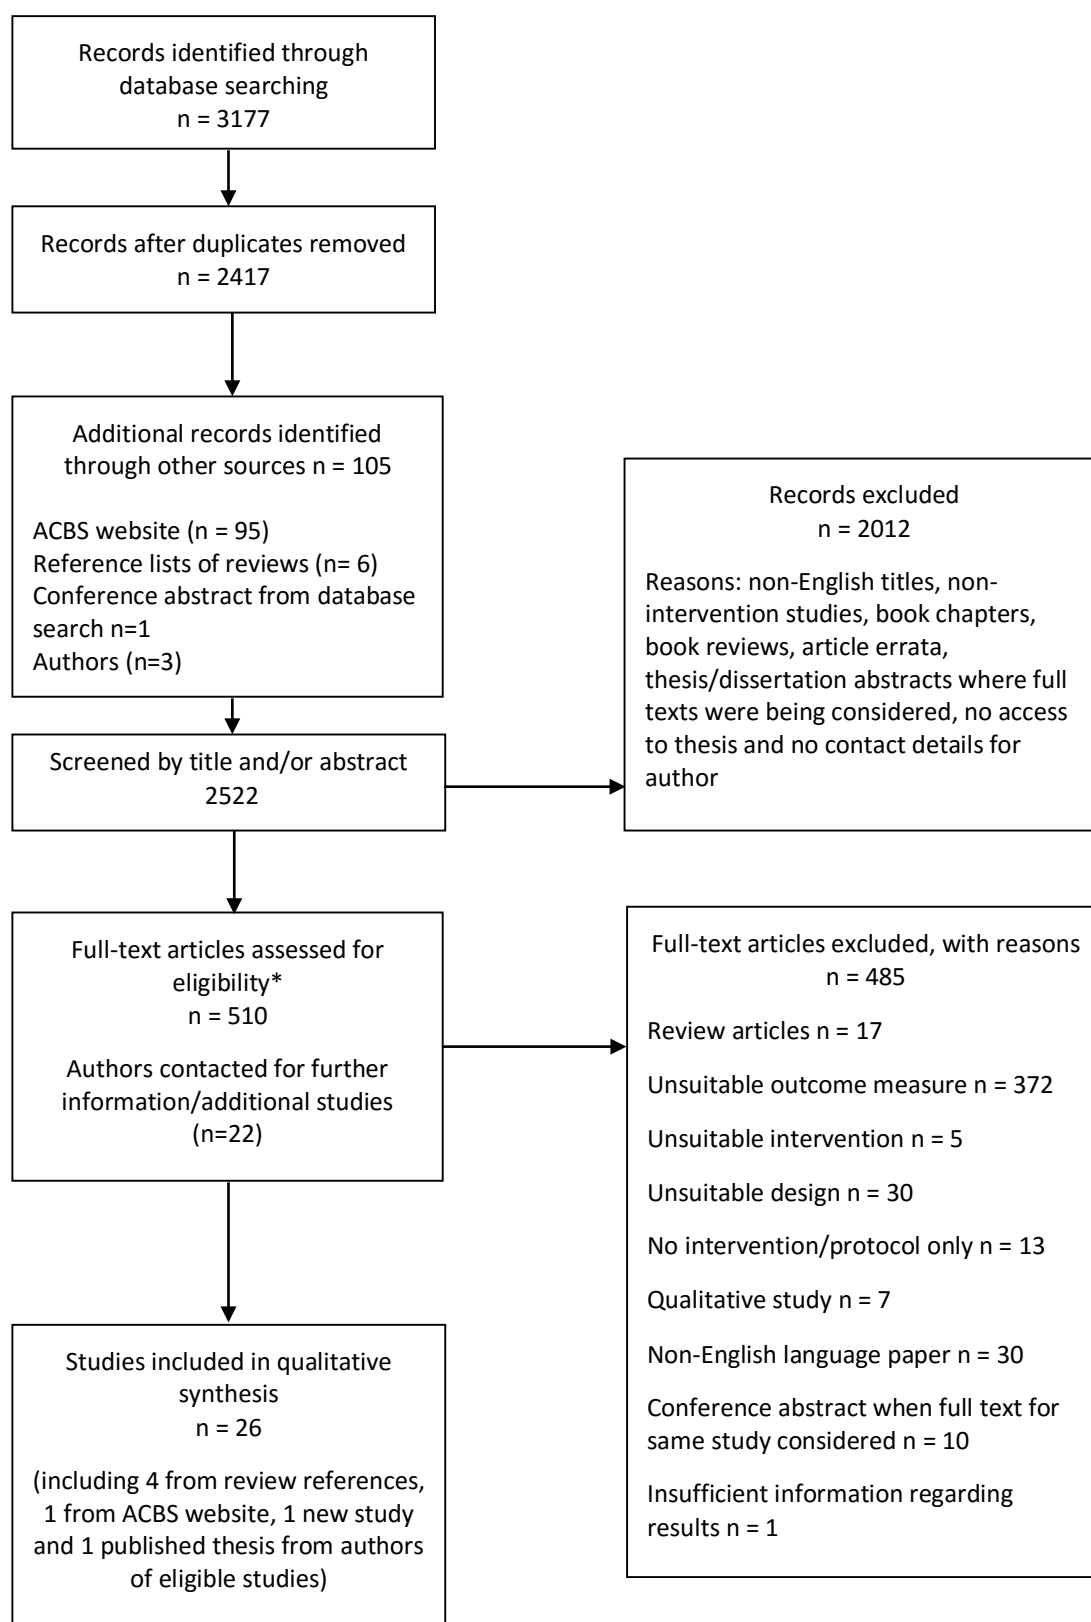 Records identified through
database searching
n = 3177
Records after duplicates removed
n = 2417
Additional records identified
through other sources n = 105
ACBS website (n = 95)
Reference lists of reviews (n= 6)
Conference abstract from database
search n=1
Authors (n=3)
Screened by title and/or abstract
2522
Records excluded
n = 2012
Reasons: non-English titles, non-
intervention studies, book chapters,
book reviews, article errata,
thesis/dissertation abstracts where full
texts were being considered, no access
to thesis and no contact details for
author
Full-text articles assessed for
eligibility*
n = 510
Authors contacted for further
information/additional studies
(n=22)
Full-text articles excluded, with reasons
n = 485
Review articles n = 17
Unsuitable outcome measure n = 372
Unsuitable intervention n = 5
Unsuitable design n = 30
No intervention/protocol only n = 13
Qualitative study n = 7
Non-English language paper n = 30
Conference abstract when full text for
same study considered n = 10
Insufficient information regarding
results n = 1
Studies included in qualitative
synthesis
n = 26
(including 4 from review references,
1 from ACBS website, 1 new study
and 1 published thesis from authors
of eligible studies)